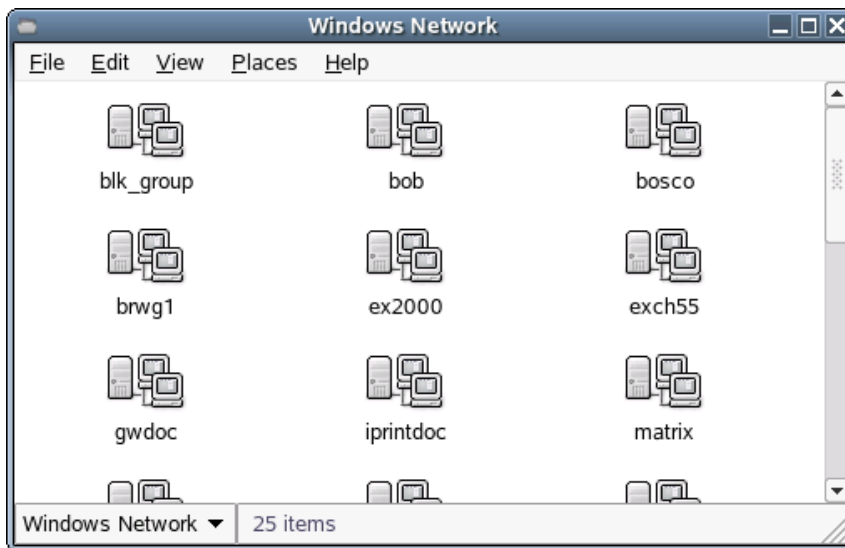 Windows Network
File Edit View Places Help
blk_group bob bosco
brwg1 ex2000 exch55
gwdoc iprintdoc matrix
Windows Network 25 items